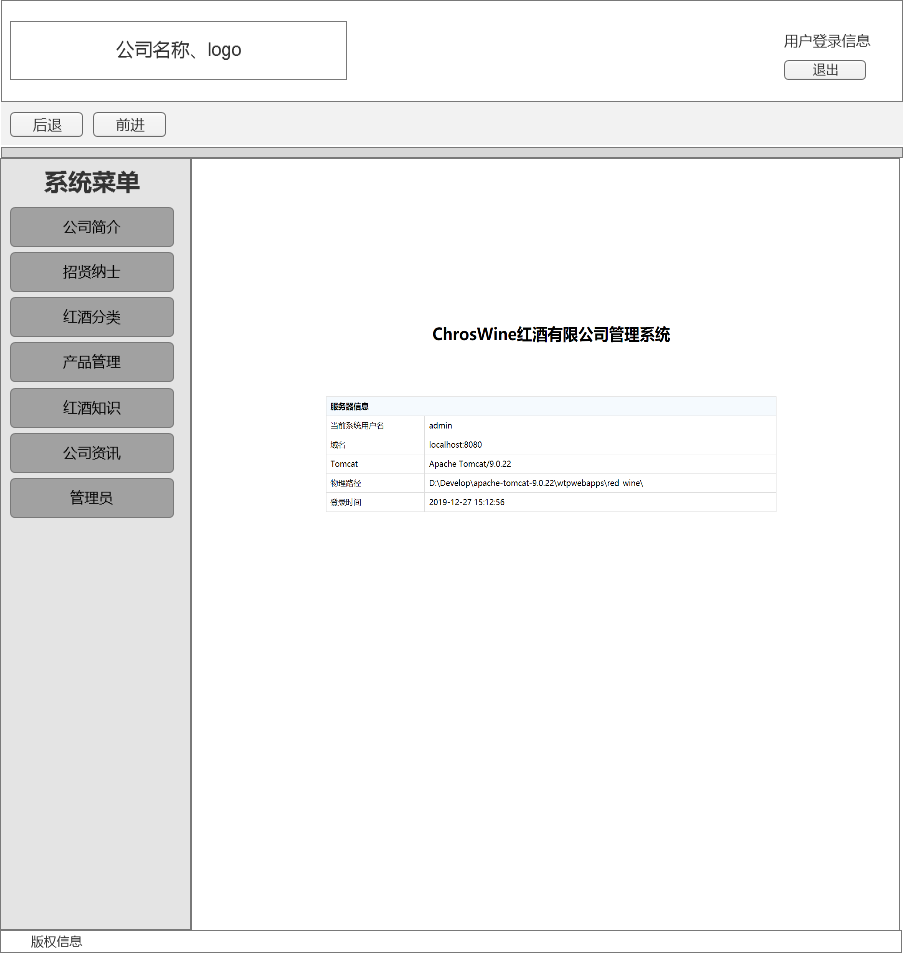 公司名称、logo
用户登录信息
退出
后退 前进
系统菜单
公司简介
招贤纳士
红酒分类
产品管理
红酒知识
公司资讯
管理员
ChrosWine红酒有限公司管理系统
服务器信息
当前系统用户名 admin
域名 localhost:8080
Tomcat Apache Tomcat/9.0.22
物理路径 D:\Develop\apache-tomcat-9.0.22\wtpwebapps\red_wine\
登录时间 2019-12-27 15:12:56
版权信息